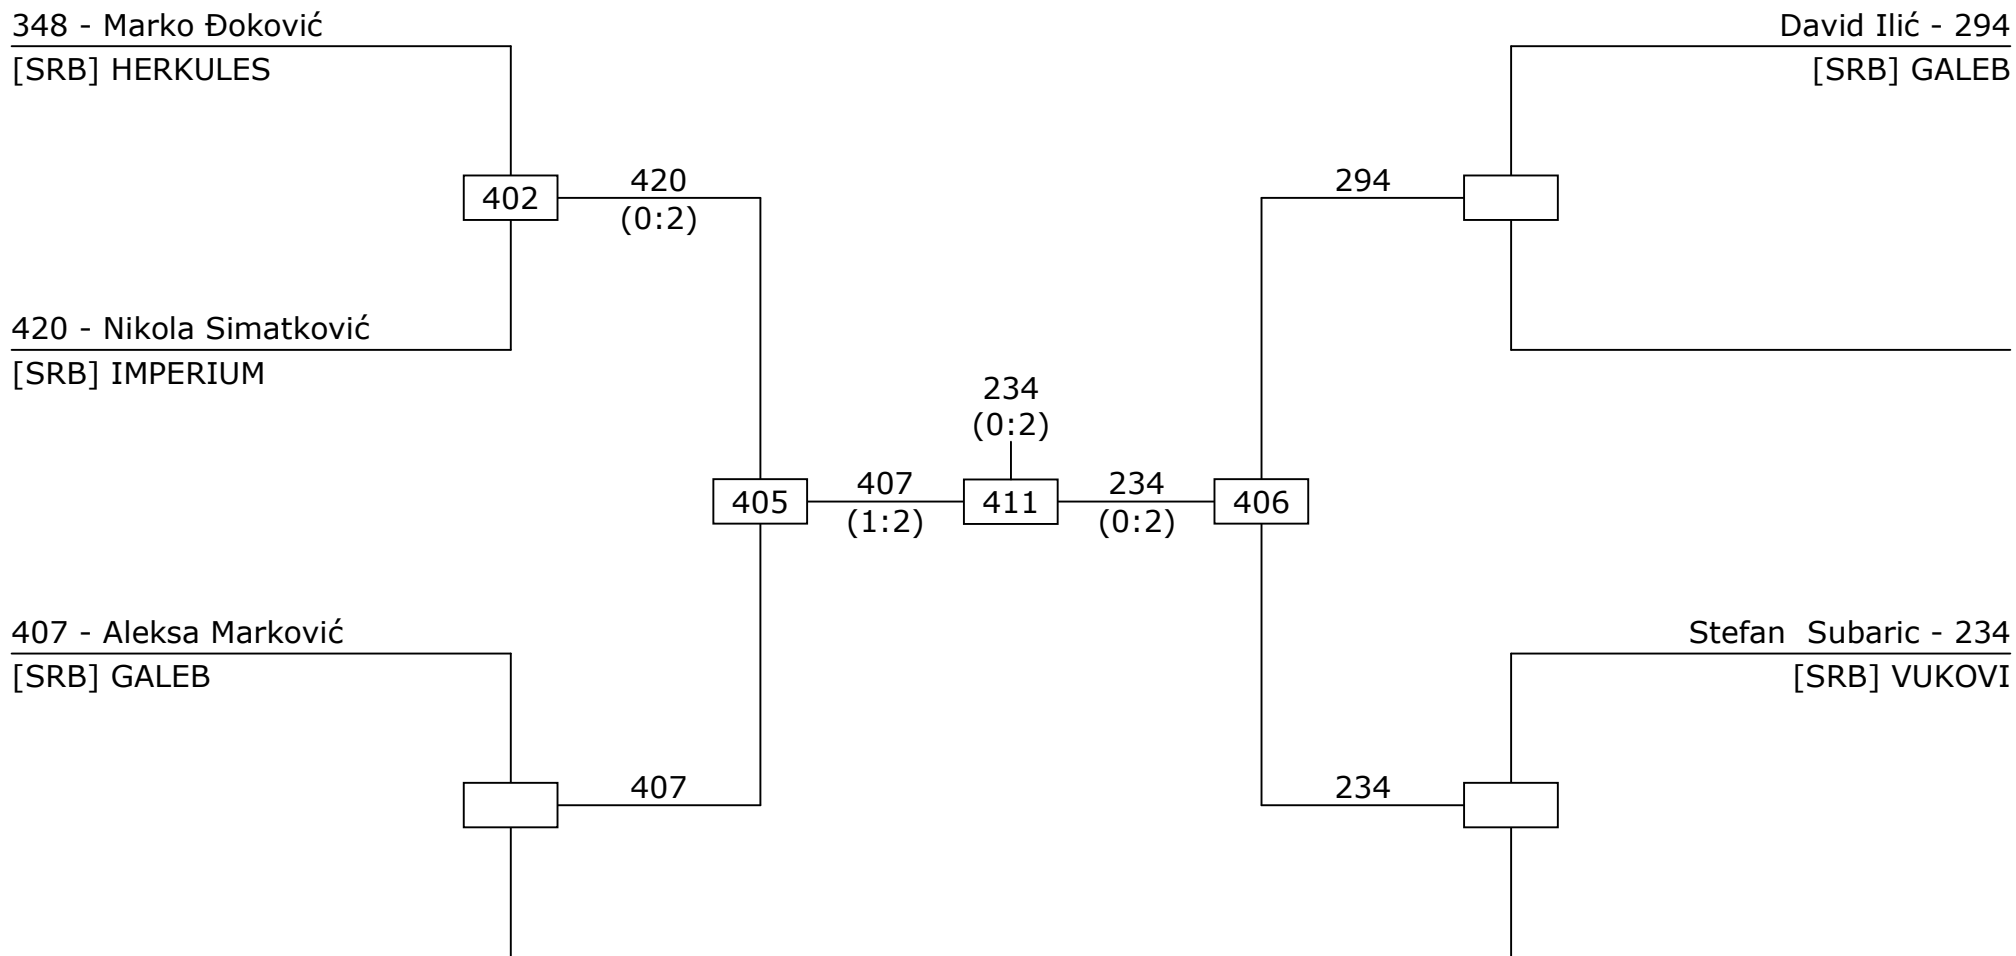 348 - Marko Đoković
[SRB] HERKULES
David Ilić - 294
[SRB] GALEB
402
420
(0:2)
294
420 - Nikola Simatković
[SRB] IMPERIUM
234
(0:2)
405
407
(1:2)
411
234
(0:2)
406
407 - Aleksa Marković
[SRB] GALEB
Stefan  Subaric - 234
[SRB] VUKOVI
407
234